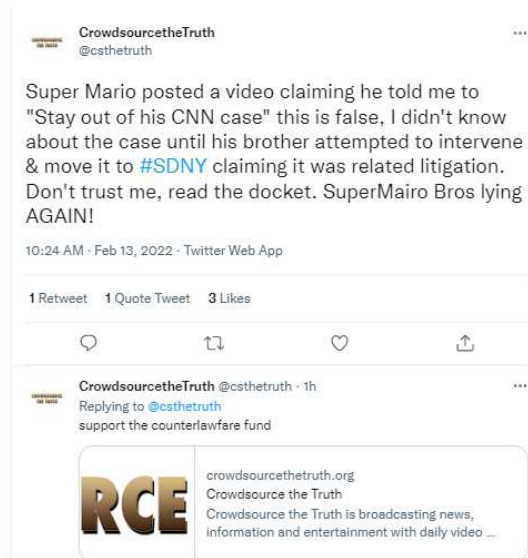 CrowdsourcetheTruth
@csthetruth
Super Mario posted a video claiming he told me to
"Stay out of his CNN case" this is false, I didn't know
about the case until his brother attempted to intervene
& move it to #SDNY claiming it was related litigation.
Don't trust me, read the docket. SuperMairo Bros lying
AGAIN!
10:24 AM · Feb 13, 2022 · Twitter Web App
1 Retweet 1 Quote Tweet 3 Likes
CrowdsourcetheTruth @csthetruth · 1h
Replying to @csthetruth
support the counterlawfare fund
RCE
crowdsourcethetruth.org
Crowdsource the Truth
Crowdsource the Truth is broadcasting news,
information and entertainment with daily video ...